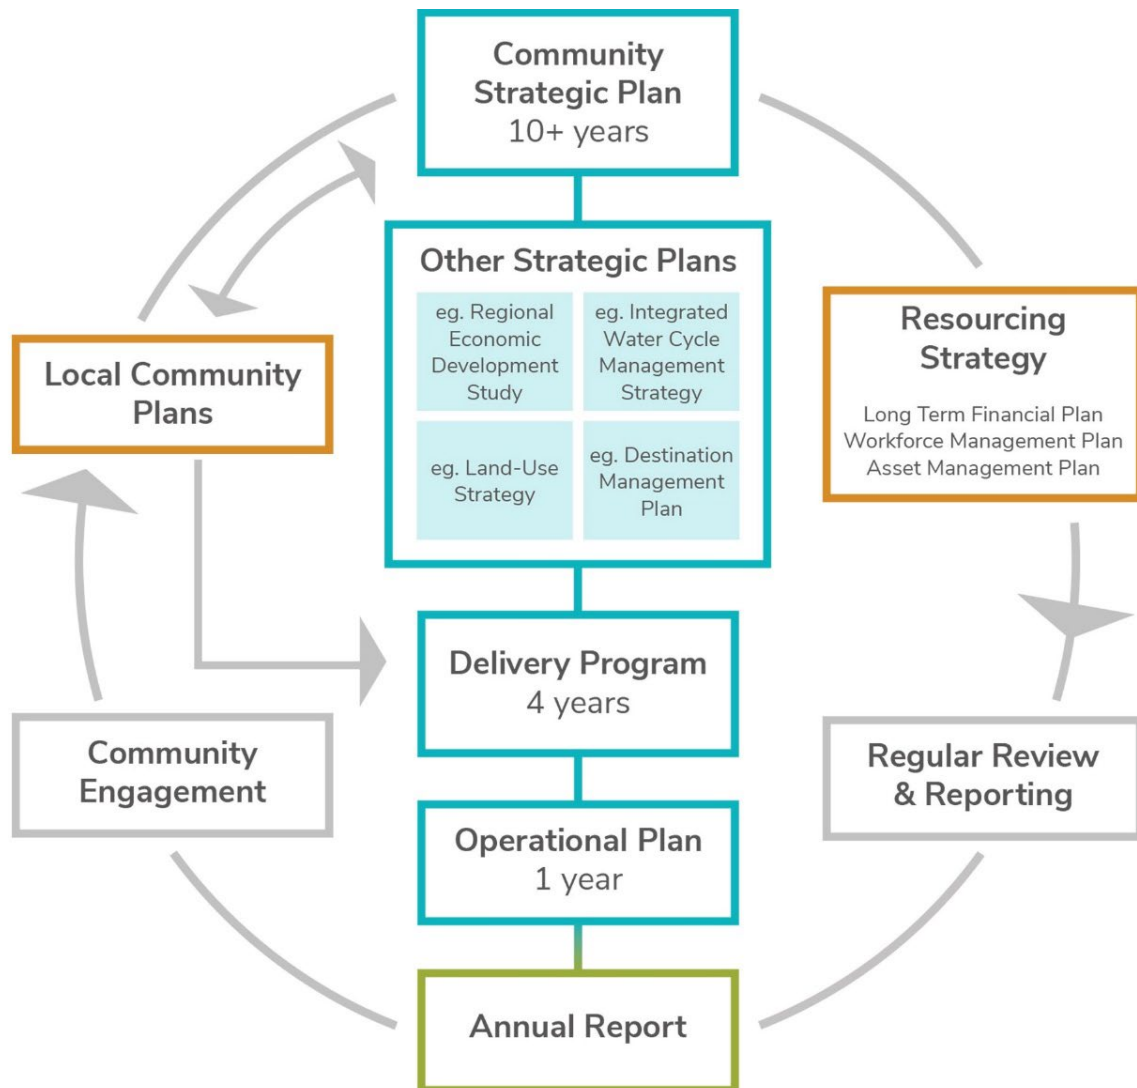 Community
Strategic Plan
10+ years
Other Strategic Plans
eg. Regional
Economic
Development
Study
eg. Integrated
Water Cycle
Management
Strategy
eg. Land-Use
Strategy
eg. Destination
Management
Plan
Local Community
Plans
Resourcing
Strategy
Long Term Financial Plan
Workforce Management Plan
Asset Management Plan
Delivery Program
4 years
Community
Engagement
Regular Review
& Reporting
Operational Plan
1 year
Annual Report